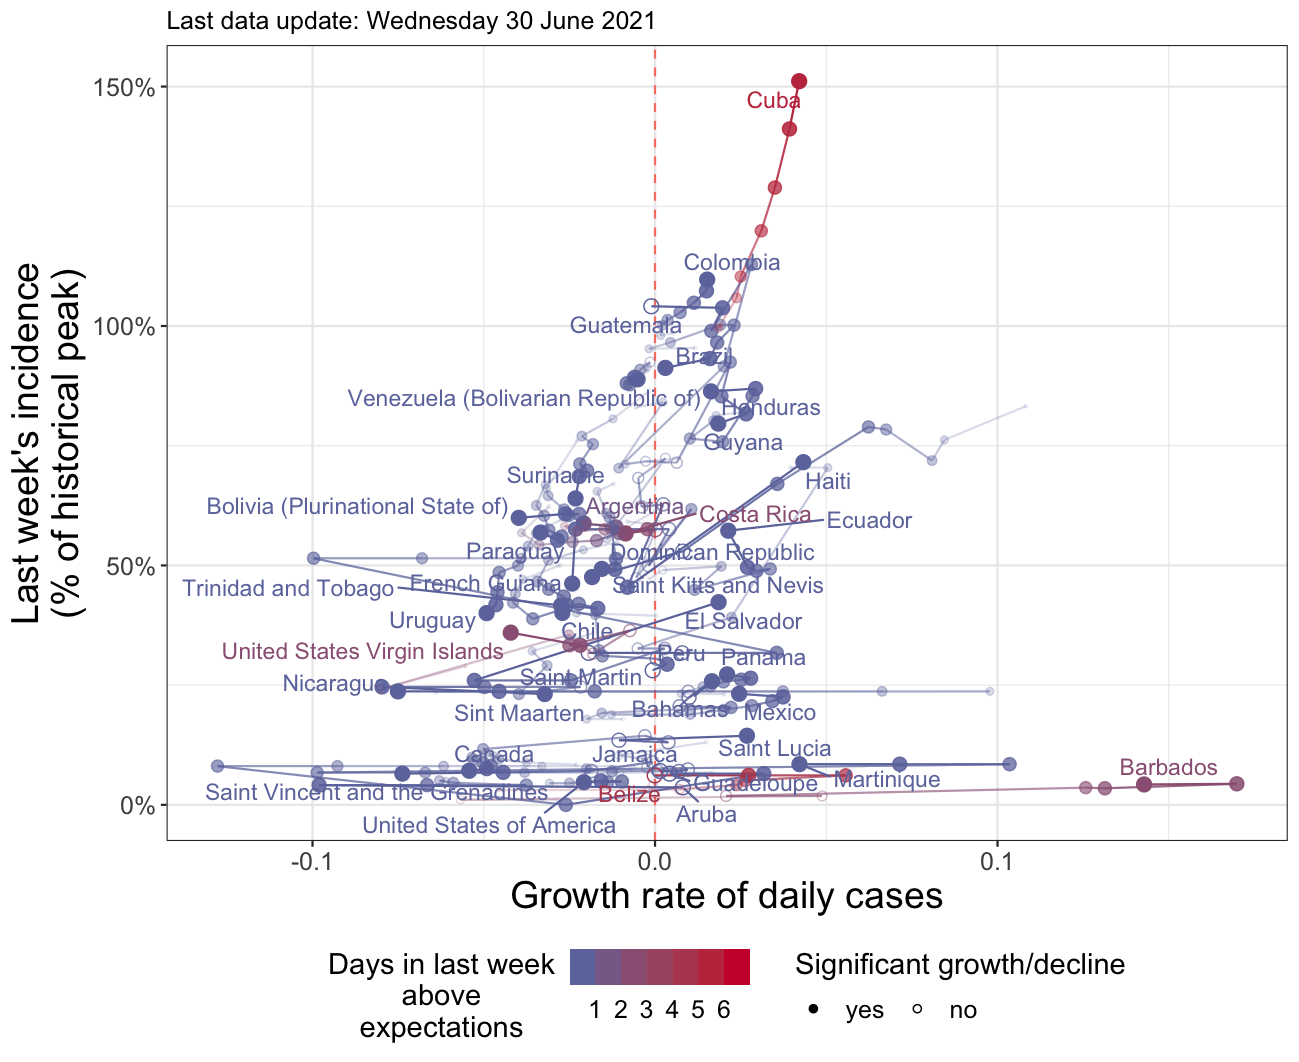 Last data update: Wednesday 30 June 2021
150%
100%
50%
0%
Last week's incidence
(% of historical peak)
Cuba
Colombia
Guatemala
Brazil
Venezuela (Bolivarian Republic of)
Honduras
Guyana
Suriname
Haiti
Bolivia (Plurinational State of)
Argentina
Costa Rica
Ecuador
Paraguay
Dominican Republic
Trinidad and Tobago
French Guiana
Saint Kitts and Nevis
Uruguay
Chile
El Salvador
United States Virgin Islands
Peru
Panama
Nicaragua
Saint Martin
Sint Maarten
Bahamas
Mexico
Canada
Jamaica
Saint Lucia
Barbados
Saint Vincent and the Grenadines
Belize
Guadeloupe
Martinique
United States of America
Aruba
-0.1
0.0
0.1
Growth rate of daily cases
Days in last week
above
expectations
1 2 3 4 5 6
Significant growth/decline
yes
no